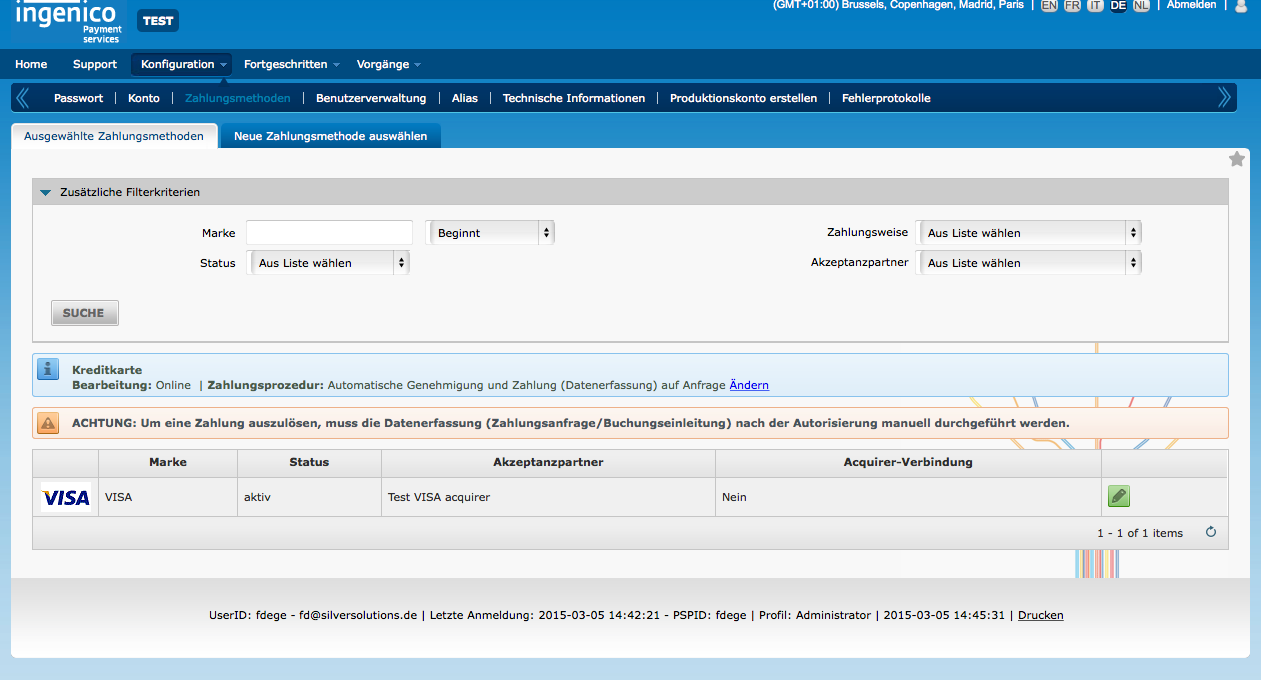 ingenico
Payment
services
TEST
(GMT+01:00) Brussels, Copenhagen, Madrid, Paris | EN FR IT DE NL | Abmelden |
Home Support Konfiguration Fortgeschritten Vorgänge
Passwort | Konto | Zahlungsmethoden | Benutzerverwaltung | Alias | Technische Informationen | Produktionskonto erstellen | Fehlerprotokolle
Ausgewählte Zahlungsmethoden Neue Zahlungsmethode auswählen
Zusätzliche Filterkriterien
Marke Beginnt Zahlungsweise Aus Liste wählen
Status Aus Liste wählen Akzeptanzpartner Aus Liste wählen
SUCHE
Kreditkarte
Bearbeitung: Online | Zahlungsprozedur: Automatische Genehmigung und Zahlung (Datenerfassung) auf Anfrage Ändern
ACHTUNG: Um eine Zahlung auszulösen, muss die Datenerfassung (Zahlungsanfrage/Buchungseinleitung) nach der Autorisierung manuell durchgeführt werden.
Marke Status Akzeptanzpartner Acquirer-Verbindung
VISA VISA aktiv Test VISA acquirer Nein
1 - 1 of 1 items
UserID: fdege - fd@silversolutions.de | Letzte Anmeldung: 2015-03-05 14:42:21 - PSPID: fdege | Profil: Administrator | 2015-03-05 14:45:31 | Drucken